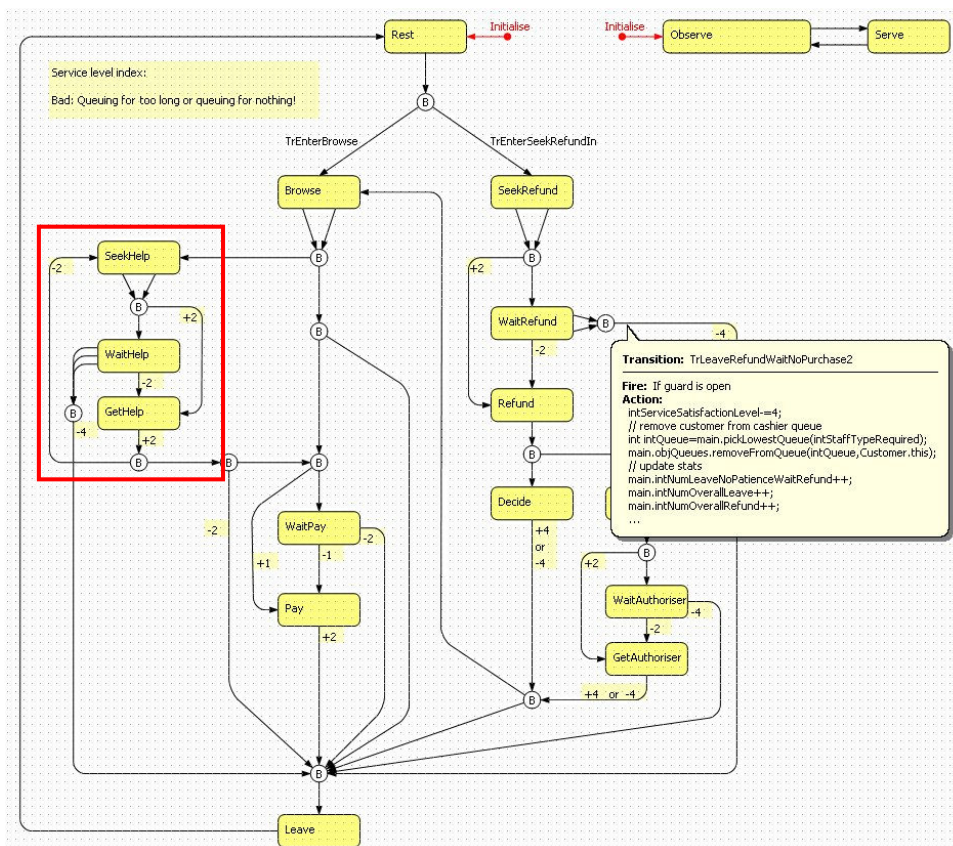 Initialise
Initialise
Rest
Observe
Serve
Service level index:
Bad: Queuing for too long or queuing for nothing!
B
TrEnterBrowse
TrEnterSeekRefundIn
Browse
SeekRefund
SeekHelp
B
B
-2
+2
B
B
+2
WaitRefund
B
-4
WaitHelp
B
-2
-2
GetHelp
B
-4
Refund
+2
B
B
B
B
Transition: TrLeaveRefundWaitNoPurchase2
Fire: If guard is open
Action:
intServiceSatisfactionLevel-=4;
// remove customer from cashier queue
int intQueue=main.pickLowestQueue(intStaffTypeRequired);
main.objQueues.removeFromQueue(intQueue,Customer.this);
// update stats
main.intNumLeaveNoPatienceWaitRefund++;
main.intNumOverallLeave++;
main.intNumOverallRefund++;
...
Decide
-2
WaitPay
-2
+4
or
-4
B
+1
-1
+2
WaitAuthoriser
-4
Pay
-2
+2
GetAuthoriser
+4 or -4
B
B
Leave